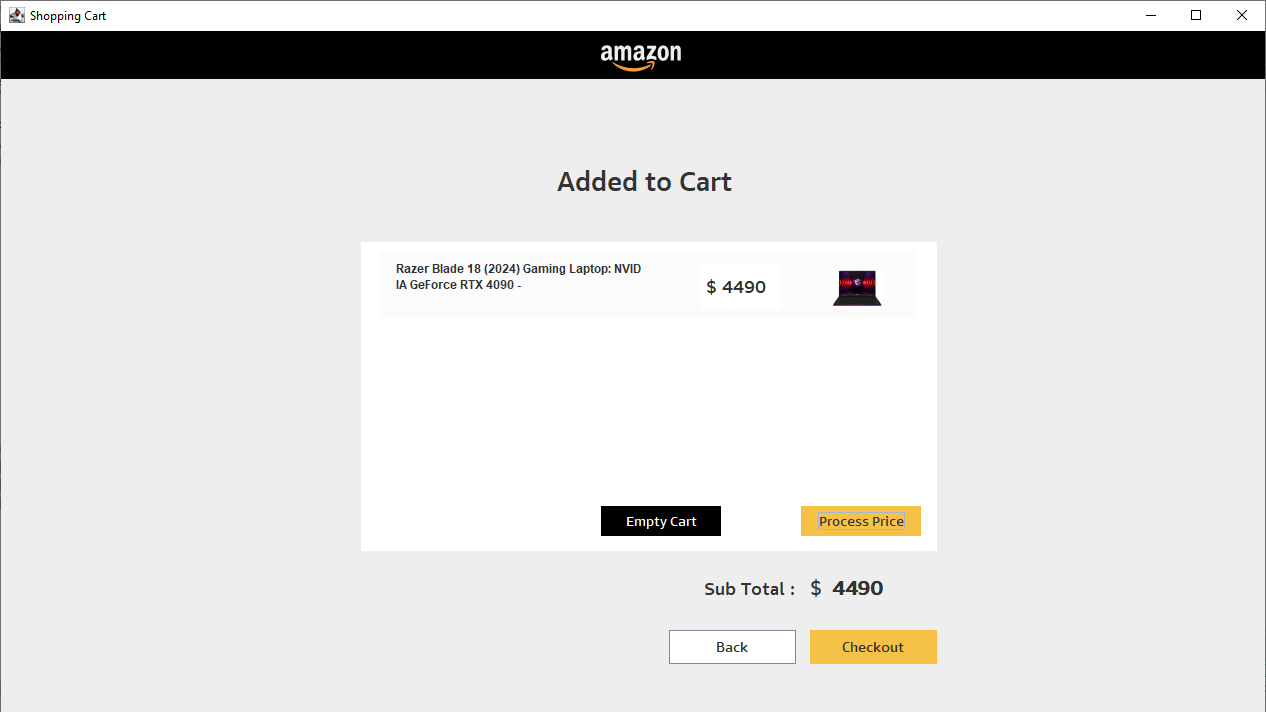 Shopping Cart
amazon
Added to Cart
Razer Blade 18 (2024) Gaming Laptop: NVID
IA GeForce RTX 4090 -
$ 4490
Empty Cart
Process Price
Sub Total : $ 4490
Back
Checkout